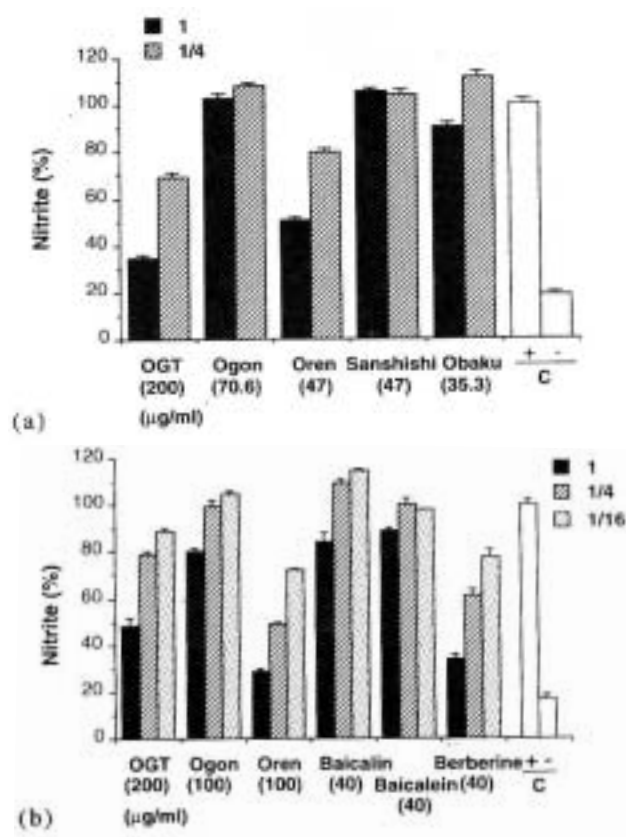 1
1/4
120
100
80
60
40
20
0
Nitrite (%)
OGT Ogon Oren Sanshishi Obaku + -
(200) (70.6) (47) (47) (35.3) C
(a) (µg/ml)
1
1/4
1/16
120
100
80
60
40
20
0
Nitrite (%)
OGT Ogon Oren Baicalin Berberine + -
(200) (100) (100) (40) Baicalein (40) C
(40)
(b) (µg/ml)